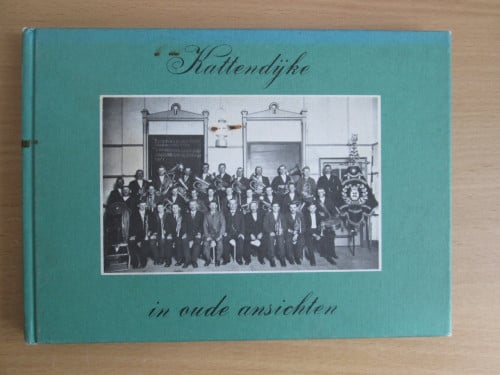 Kattendijke
in oude ansichten